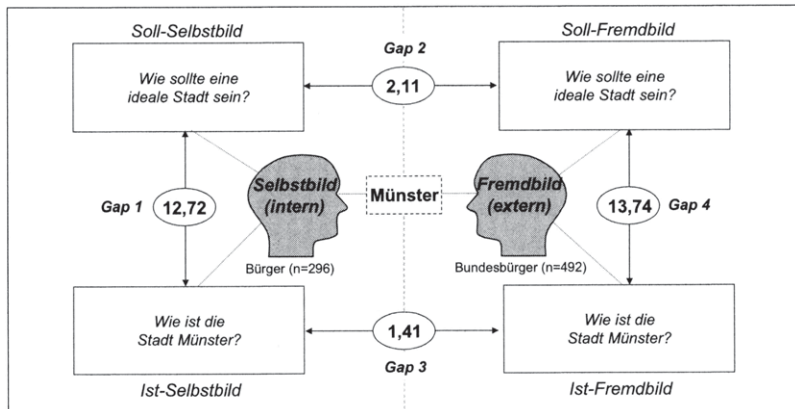 Soll-Selbstbild
Gap 2
Soll-Fremdbild
Wie sollte eine
ideale Stadt sein?
2,11
Wie sollte eine
ideale Stadt sein?
Gap 1
12,72
Selbstbild
(intern)
Münster
Fremdbild
(extern)
13,74
Gap 4
Bürger (n=296)
Bundesbürger (n=492)
Wie ist die
Stadt Münster?
1,41
Wie ist die
Stadt Münster?
Gap 3
Ist-Selbstbild
Ist-Fremdbild